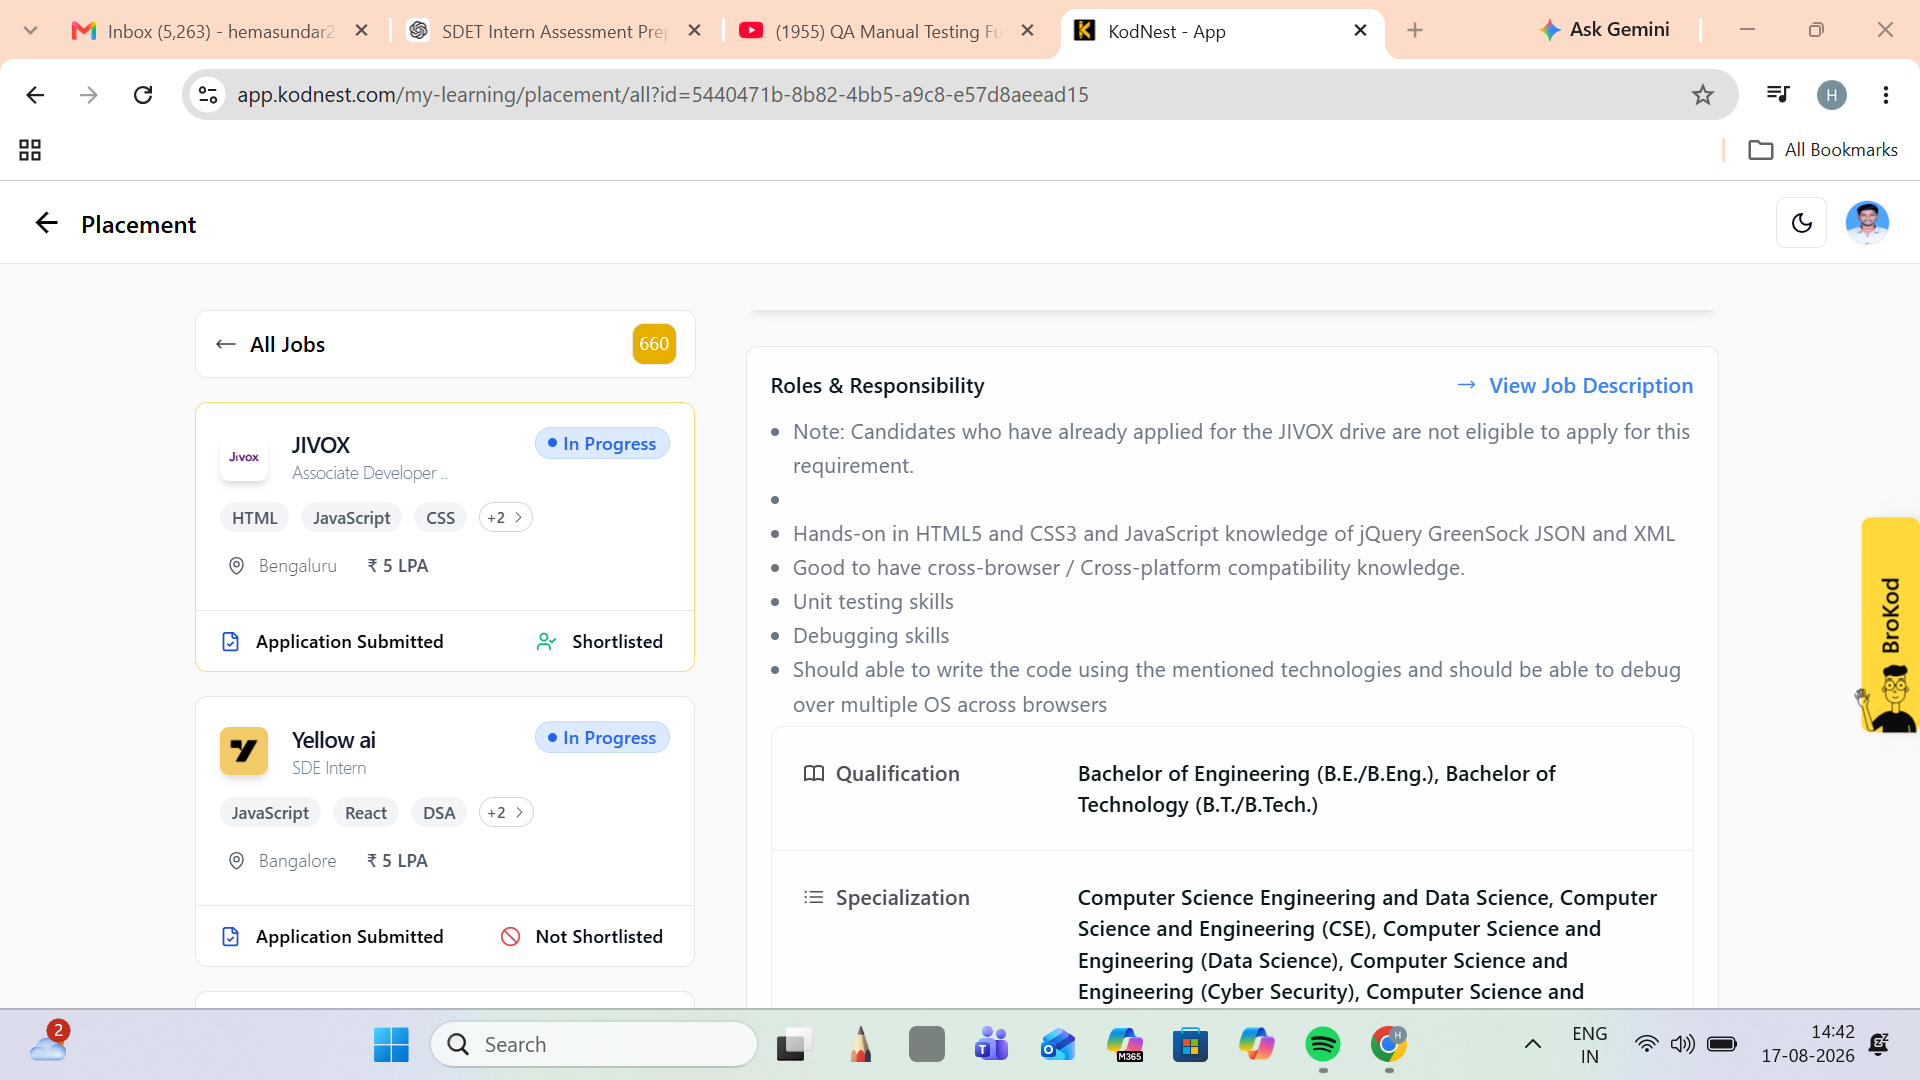 Inbox (5,263) - hemasundar2
SDET Intern Assessment Prep
(1955) QA Manual Testing Fu
KodNest - App
Ask Gemini
app.kodnest.com/my-learning/placement/all?id=5440471b-8b82-4bb5-a9c8-e57d8aeead15
H
All Bookmarks
Placement
All Jobs
660
Jivox
JIVOX
In Progress
Associate Developer ..
HTML
JavaScript
CSS
+2
Bengaluru
₹ 5 LPA
Application Submitted
Shortlisted
Yellow ai
In Progress
SDE Intern
JavaScript
React
DSA
+2
Bangalore
₹ 5 LPA
Application Submitted
Not Shortlisted
Roles & Responsibility
View Job Description
Note: Candidates who have already applied for the JIVOX drive are not eligible to apply for this
requirement.
Hands-on in HTML5 and CSS3 and JavaScript knowledge of jQuery GreenSock JSON and XML
Good to have cross-browser / Cross-platform compatibility knowledge.
Unit testing skills
Debugging skills
Should able to write the code using the mentioned technologies and should be able to debug
over multiple OS across browsers
Qualification
Bachelor of Engineering (B.E./B.Eng.), Bachelor of
Technology (B.T./B.Tech.)
Specialization
Computer Science Engineering and Data Science, Computer
Science and Engineering (CSE), Computer Science and
Engineering (Data Science), Computer Science and
Engineering (Cyber Security), Computer Science and
BroKod
2
Search
M365
H
ENG
IN
14:42
17-08-2026